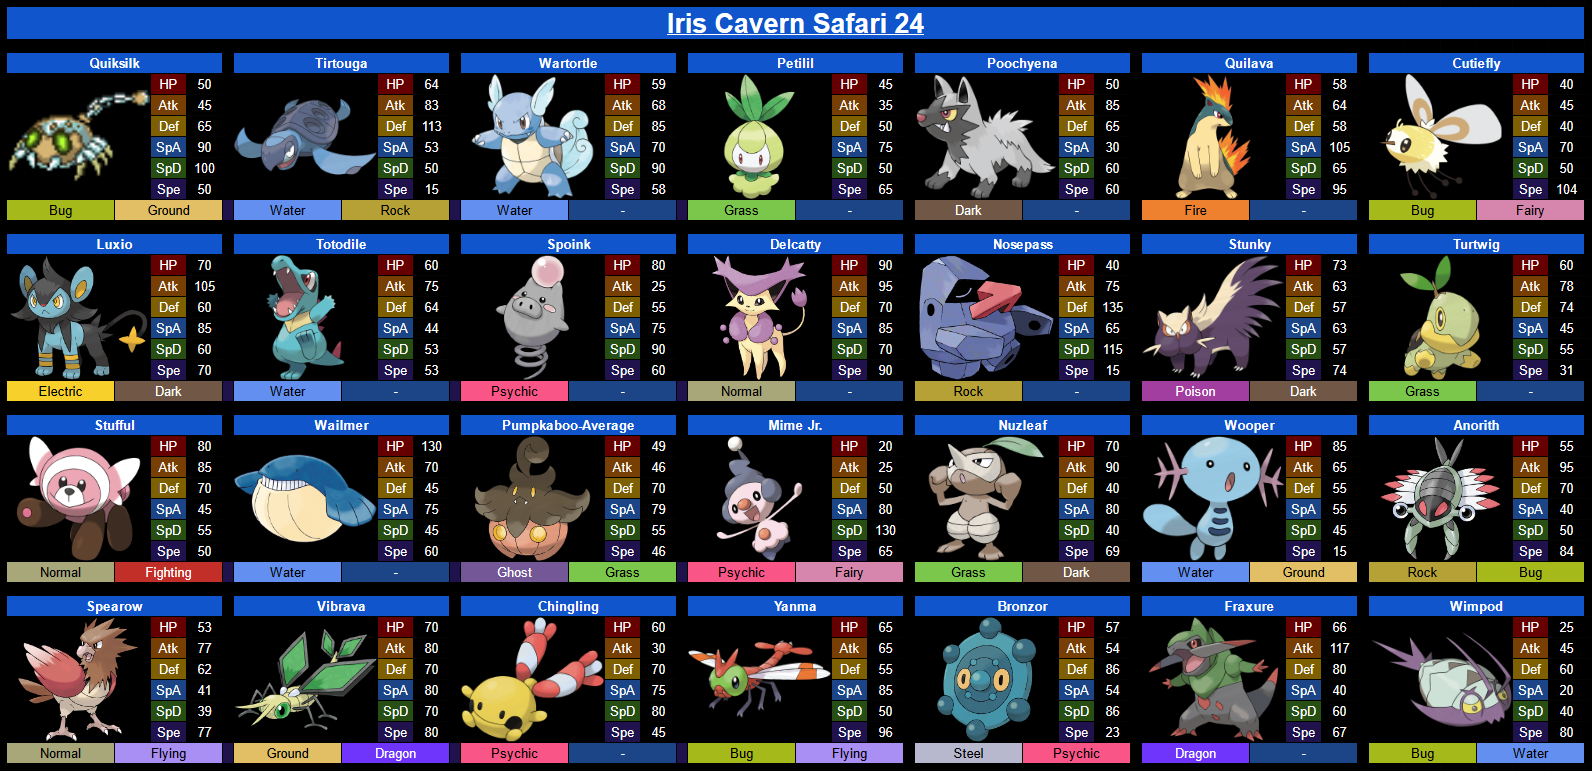 Iris Cavern Safari 24
Quiksilk Tirtouga Wartortle Petilil Poochyena Quilava Cutiefly
HP 50 HP 64 HP 59 HP 45 HP 50 HP 58 HP 40
Atk 45 Atk 83 Atk 68 Atk 35 Atk 85 Atk 64 Atk 45
Def 65 Def 113 Def 85 Def 50 Def 65 Def 58 Def 40
SpA 90 SpA 53 SpA 70 SpA 75 SpA 30 SpA 105 SpA 70
SpD 100 SpD 50 SpD 90 SpD 50 SpD 60 SpD 65 SpD 50
Spe 50 Spe 15 Spe 58 Spe 65 Spe 60 Spe 95 Spe 104
Bug Ground Water Rock Water - Grass - Dark - Fire - Bug Fairy
Luxio Totodile Spoink Delcatty Nosepass Stunky Turtwig
HP 70 HP 60 HP 80 HP 90 HP 40 HP 73 HP 60
Atk 105 Atk 75 Atk 25 Atk 95 Atk 75 Atk 63 Atk 78
Def 60 Def 64 Def 55 Def 70 Def 135 Def 57 Def 74
SpA 85 SpA 44 SpA 75 SpA 85 SpA 65 SpA 63 SpA 45
SpD 60 SpD 53 SpD 90 SpD 70 SpD 115 SpD 57 SpD 55
Spe 70 Spe 53 Spe 60 Spe 90 Spe 15 Spe 74 Spe 31
Electric Dark Water - Psychic - Normal - Rock - Poison Dark Grass -
Stufful Wailmer Pumpkaboo-Average Mime Jr. Nuzleaf Wooper Anorith
HP 80 HP 130 HP 49 HP 20 HP 70 HP 85 HP 55
Atk 85 Atk 70 Atk 46 Atk 25 Atk 90 Atk 65 Atk 95
Def 70 Def 45 Def 70 Def 50 Def 40 Def 55 Def 70
SpA 45 SpA 75 SpA 79 SpA 80 SpA 80 SpA 55 SpA 40
SpD 55 SpD 45 SpD 55 SpD 130 SpD 40 SpD 45 SpD 50
Spe 50 Spe 60 Spe 46 Spe 65 Spe 69 Spe 15 Spe 84
Normal Fighting Water - Ghost Grass Psychic Fairy Grass Dark Water Ground Rock Bug
Spearow Vibrava Chingling Yanma Bronzor Fraxure Wimpod
HP 53 HP 70 HP 60 HP 65 HP 57 HP 66 HP 25
Atk 77 Atk 80 Atk 30 Atk 65 Atk 54 Atk 117 Atk 45
Def 62 Def 70 Def 70 Def 55 Def 86 Def 80 Def 60
SpA 41 SpA 80 SpA 75 SpA 85 SpA 54 SpA 40 SpA 20
SpD 39 SpD 70 SpD 80 SpD 50 SpD 86 SpD 60 SpD 40
Spe 77 Spe 80 Spe 45 Spe 96 Spe 23 Spe 67 Spe 80
Normal Flying Ground Dragon Psychic - Bug Flying Steel Psychic Dragon - Bug Water